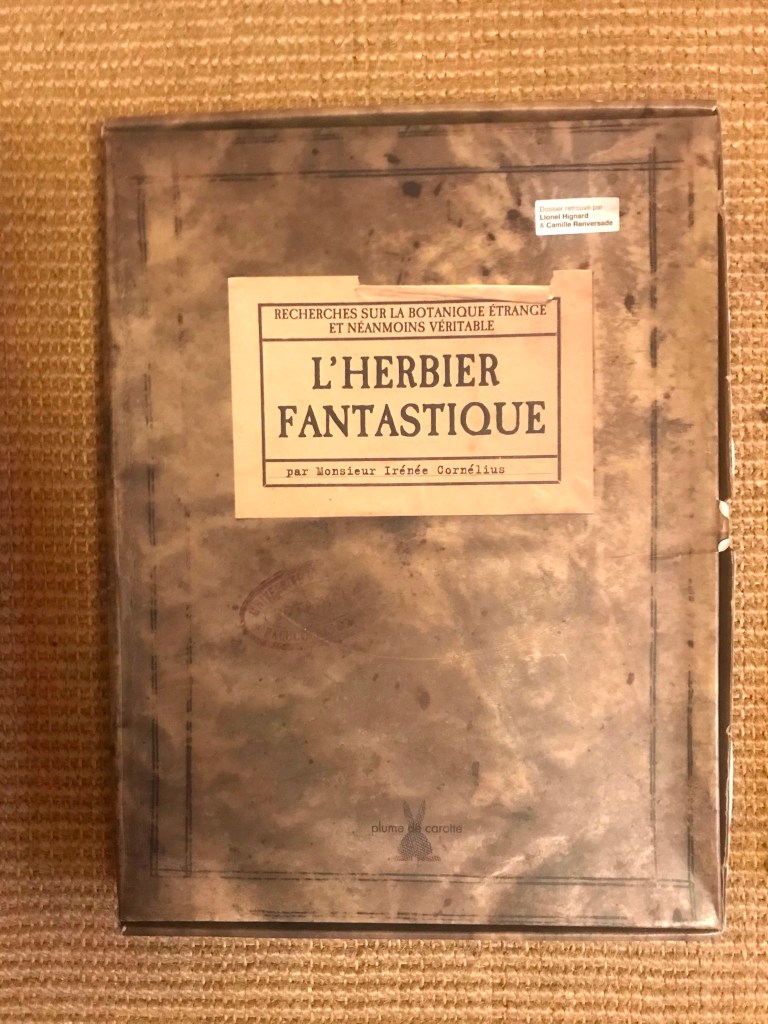 Dossier retrouvé par
Lionel Hignard
& Camille Renversade
RECHERCHES SUR LA BOTANIQUE ÉTRANGE
ET NÉANMOINS VÉRITABLE
L'HERBIER
FANTASTIQUE
par Monsieur Irénée Cornélius
plume de carotte